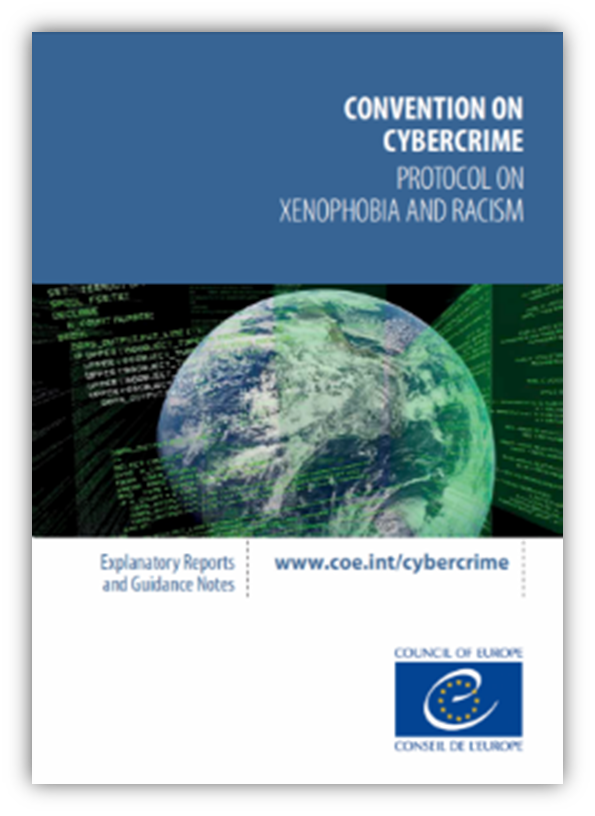 CONVENTION ON
CYBERCRIME
PROTOCOL ON
XENOPHOBIA AND RACISM
Explanatory Reports
and Guidance Notes
www.coe.int/cybercrime
COUNCIL OF EUROPE
CONSEIL DE L'EUROPE